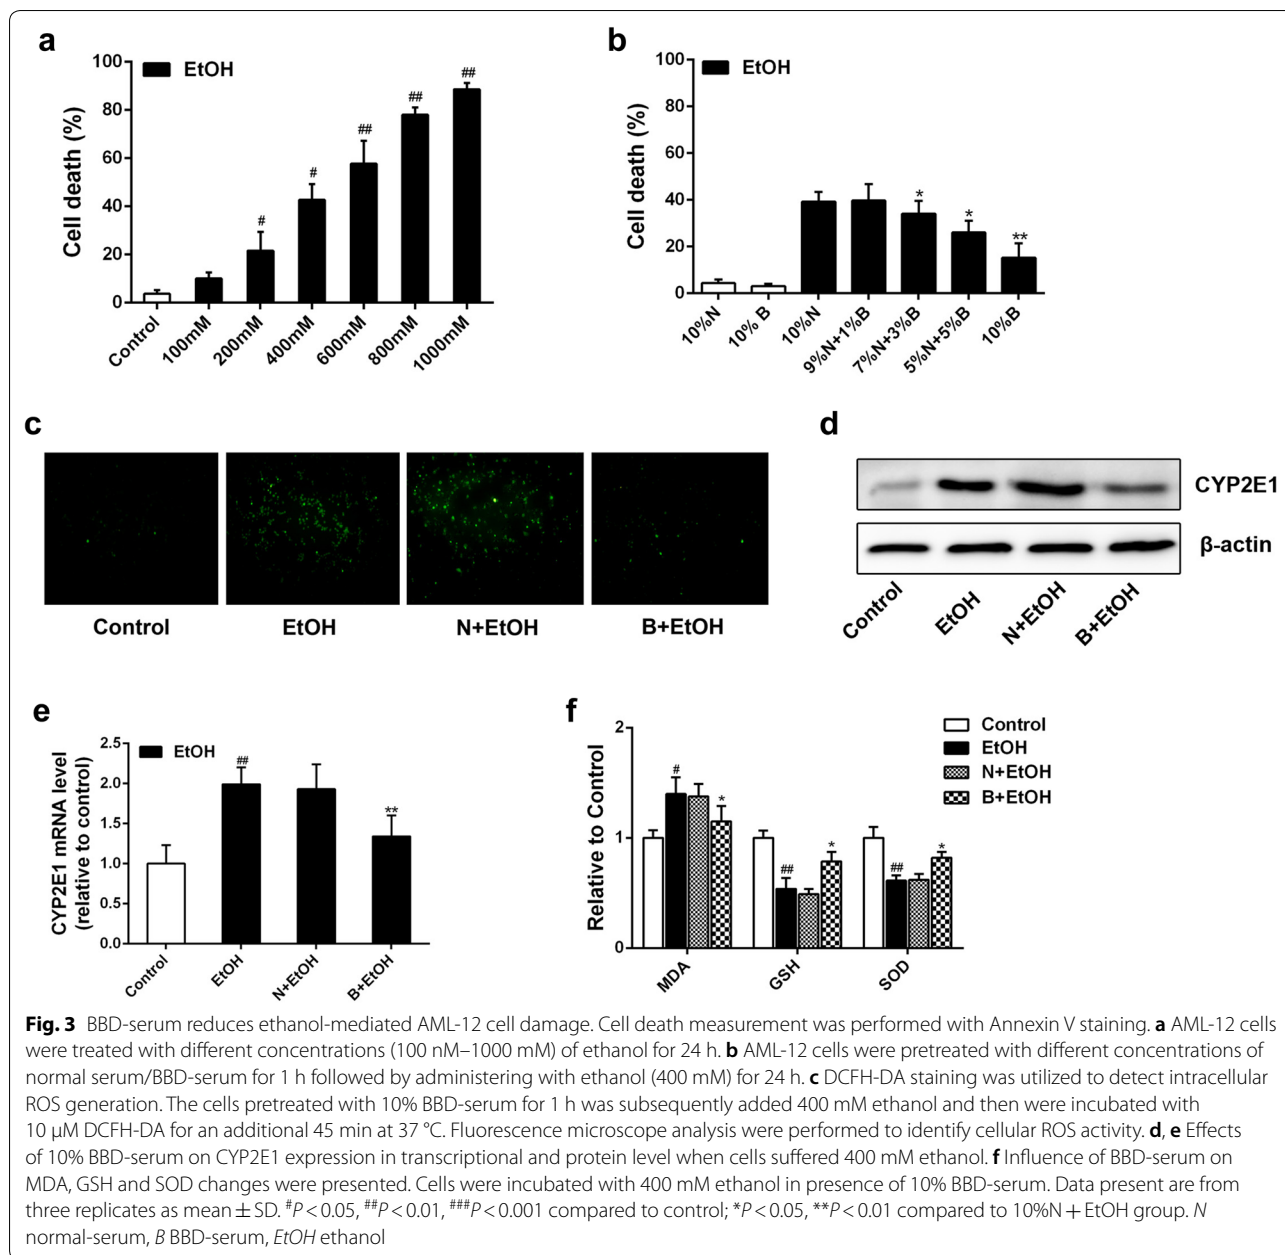 a
EtOH
Cell death (%)
100
80
60
40
20
0
#
#
##
##
##
Control
100mM
200mM
400mM
600mM
800mM
1000mM
b
EtOH
Cell death (%)
100
80
60
40
20
0
*
*
**
10%N
10% B
10%N
9%N+1%B
7%N+3%B
5%N+5%B
10%B
c
Control
EtOH
N+EtOH
B+EtOH
d
CYP2E1
β-actin
Control
EtOH
N+EtOH
B+EtOH
e
EtOH
CYP2E1 mRNA level
(relative to control)
2.5
2.0
1.5
1.0
0.5
0.0
##
**
Control
EtOH
N+EtOH
B+EtOH
f
Relative to Control
2
1
0
#
*
##
*
##
*
MDA
GSH
SOD
Control
EtOH
N+EtOH
B+EtOH
Fig. 3 BBD-serum reduces ethanol-mediated AML-12 cell damage. Cell death measurement was performed with Annexin V staining. a AML-12 cells
were treated with different concentrations (100 nM–1000 mM) of ethanol for 24 h. b AML-12 cells were pretreated with different concentrations of
normal serum/BBD-serum for 1 h followed by administering with ethanol (400 mM) for 24 h. c DCFH-DA staining was utilized to detect intracellular
ROS generation. The cells pretreated with 10% BBD-serum for 1 h was subsequently added 400 mM ethanol and then were incubated with
10 μM DCFH-DA for an additional 45 min at 37 °C. Fluorescence microscope analysis were performed to identify cellular ROS activity. d, e Effects
of 10% BBD-serum on CYP2E1 expression in transcriptional and protein level when cells suffered 400 mM ethanol. f Influence of BBD-serum on
MDA, GSH and SOD changes were presented. Cells were incubated with 400 mM ethanol in presence of 10% BBD-serum. Data present are from
three replicates as mean ± SD. #P < 0.05, ##P < 0.01, ###P < 0.001 compared to control; *P < 0.05, **P < 0.01 compared to 10%N + EtOH group. N
normal-serum, B BBD-serum, EtOH ethanol